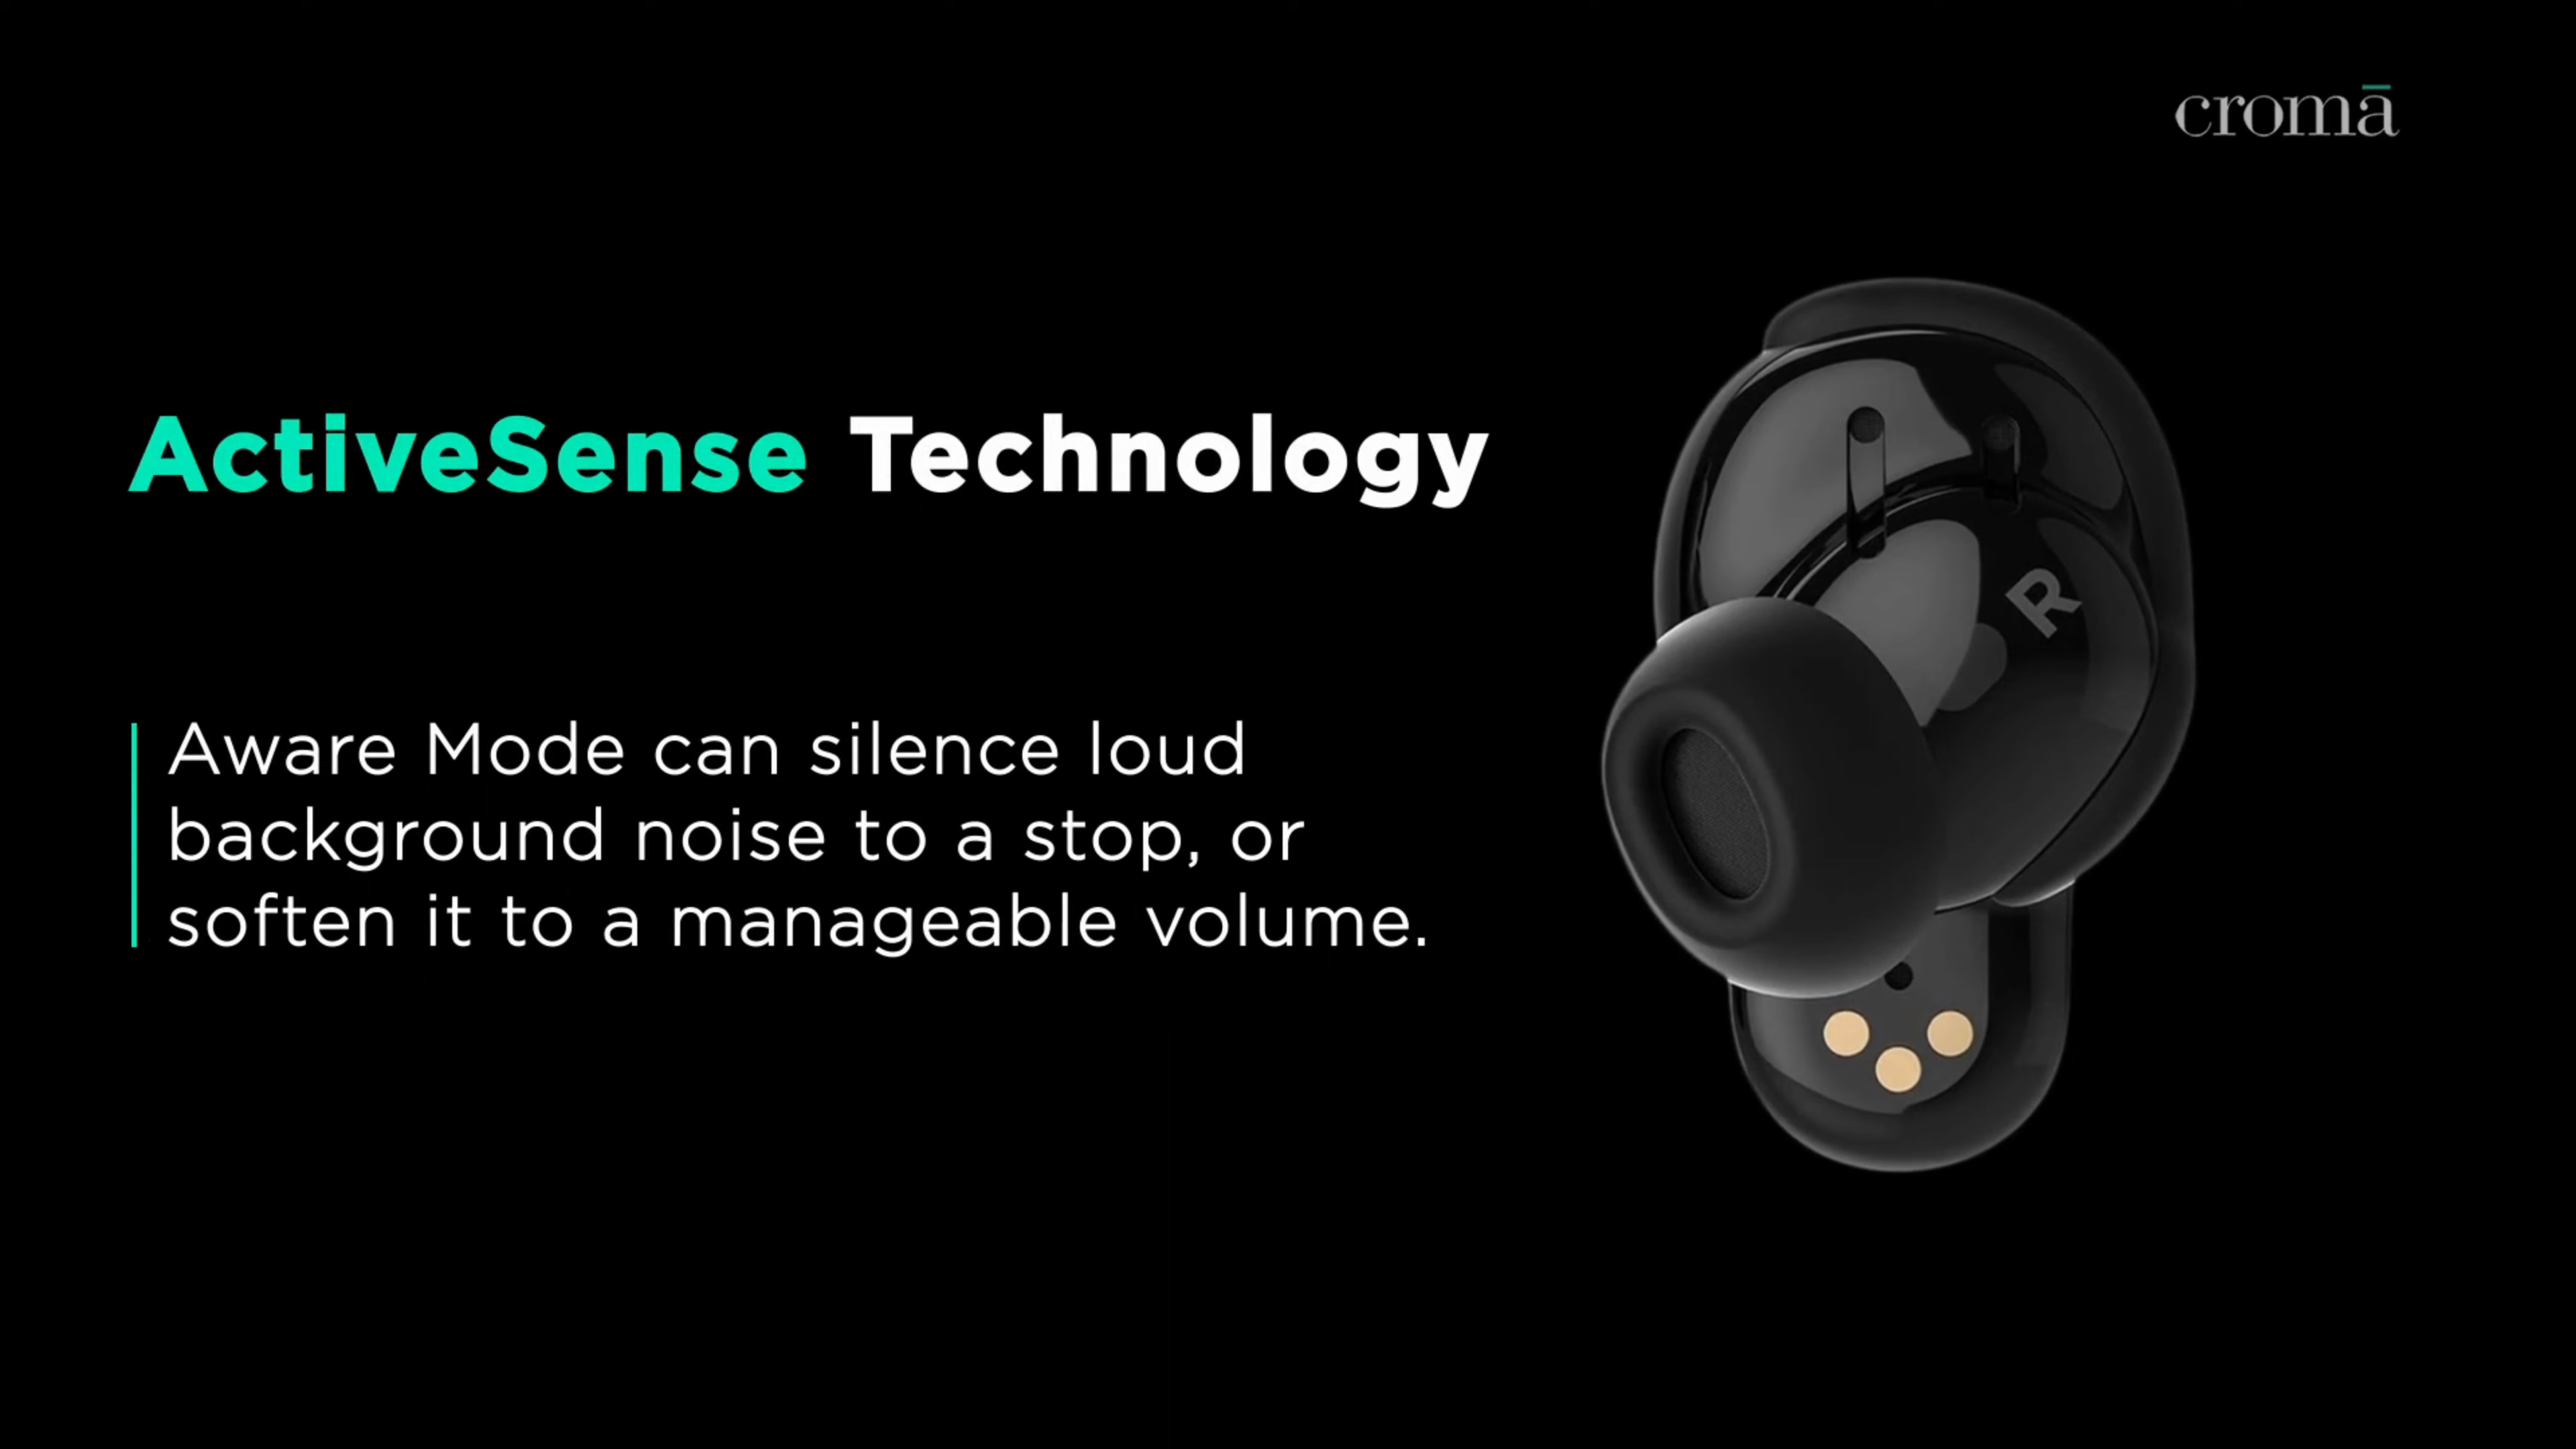 cromā
ActiveSense Technology
Aware Mode can silence loud
background noise to a stop, or
soften it to a manageable volume.
R